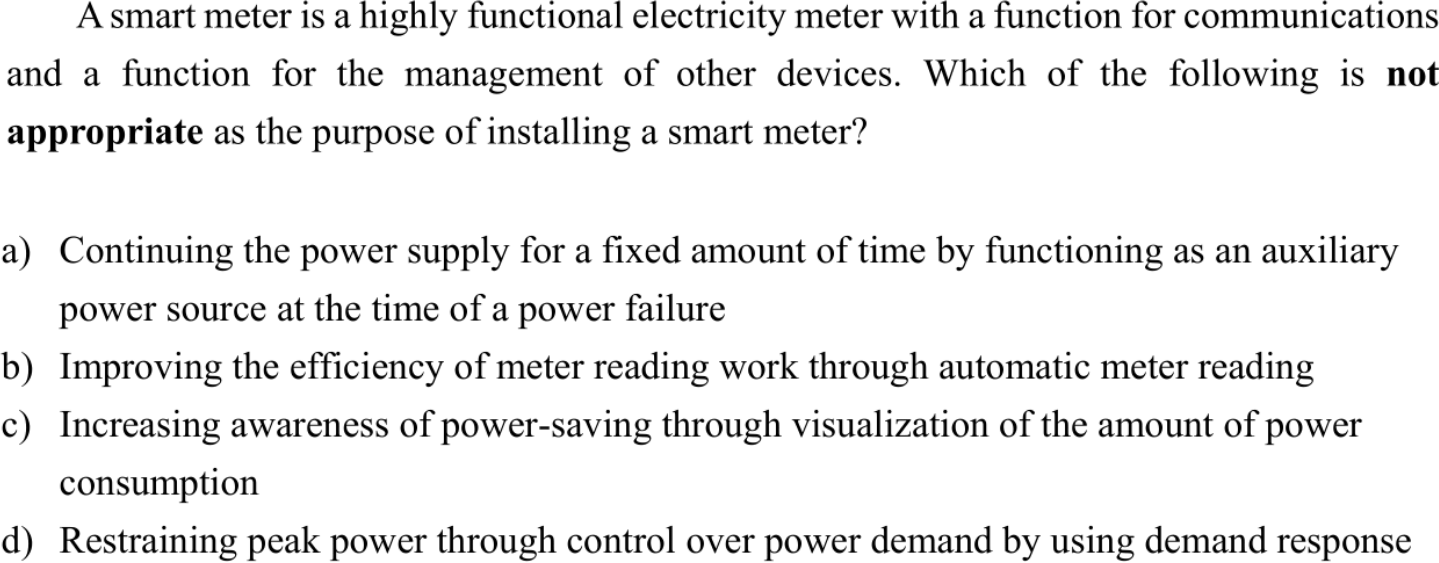 A smart meter is a highly functional electricity meter with a function for communications
and a function for the management of other devices. Which of the following is not
appropriate as the purpose of installing a smart meter?
a) Continuing the power supply for a fixed amount of time by functioning as an auxiliary
power source at the time of a power failure
b) Improving the efficiency of meter reading work through automatic meter reading
c) Increasing awareness of power-saving through visualization of the amount of power
consumption
d) Restraining peak power through control over power demand by using demand response